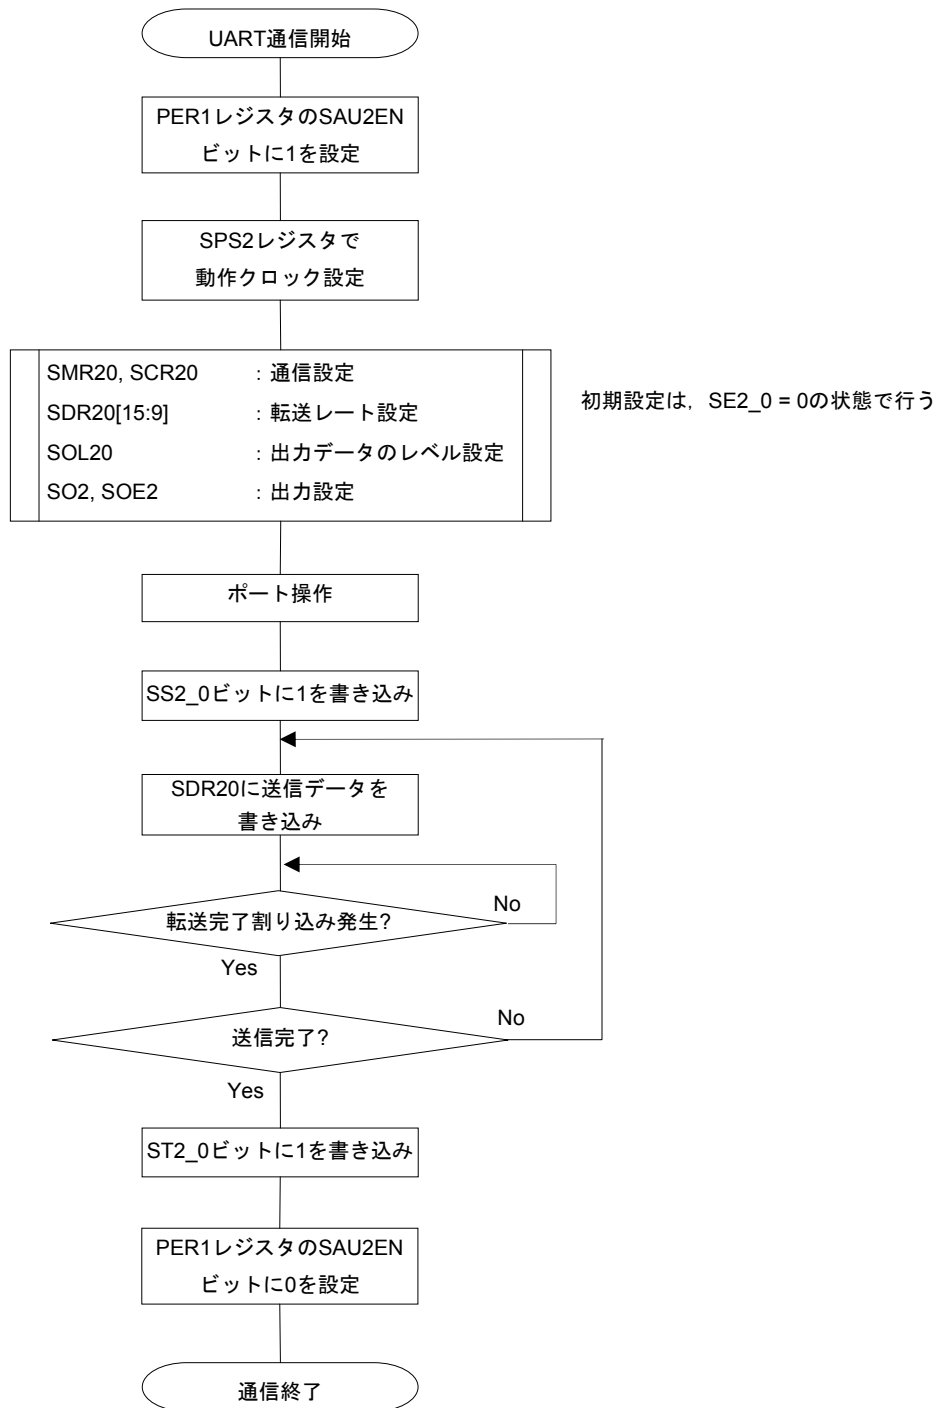 UART通信開始
PER1レジスタのSAU2EN
ビットに1を設定
SPS2レジスタで
動作クロック設定
SMR20, SCR20 : 通信設定
SDR20[15:9] : 転送レート設定
SOL20 : 出力データのレベル設定
SO2, SOE2 : 出力設定
初期設定は，SE2_0 = 0の状態で行う
ポート操作
SS2_0ビットに1を書き込み
SDR20に送信データを
書き込み
転送完了割り込み発生?
No
Yes
送信完了?
No
Yes
ST2_0ビットに1を書き込み
PER1レジスタのSAU2EN
ビットに0を設定
通信終了